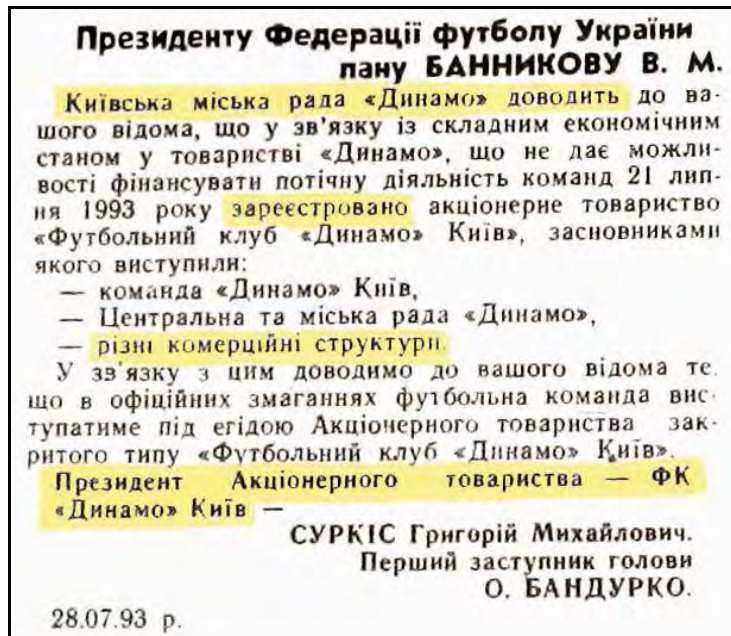 Президенту Федерації футболу України
пану БАННИКОВУ В. М.
Київська міська рада «Динамо» доводить до ва-
шого відома, що у зв'язку із складним економічним
станом у товаристві «Динамо», що не дає можли-
вості фінансувати потічну діяльність команд 21 лип-
ня 1993 року зареєстровано акціонерне товариство
«Футбольний клуб «Динамо» Київ», засновниками
якого виступили:
— команда «Динамо» Київ,
— Центральна та міська рада «Динамо»,
— різні комерційні структури.
У зв'язку з цим доводимо до вашого відома те.
що в офіційних змаганнях футбольна команда вис-
тупатиме під егідою Акціонерного товариства зак-
ритого типу «Футбольний клуб «Динамо» Київ».
Президент Акціонерного товариства — ФК
«Динамо» Київ —
СУРКІС Григорій Михайлович.
Перший заступник голови
О. БАНДУРКО.
28.07.93 р.